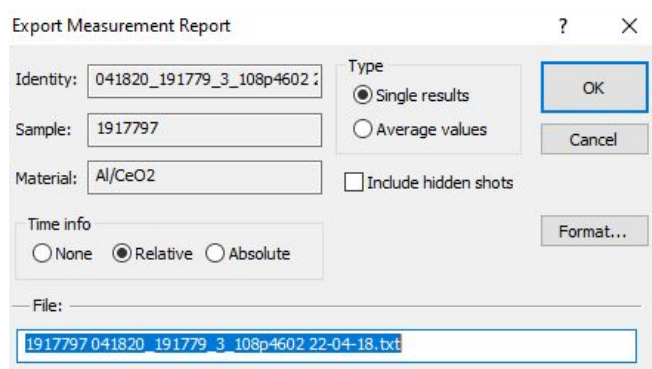 Export Measurement Report ? X
Identity: 041820_191779_3_108p4602 2
Sample: 1917797
Material: Al/CeO2
Type
Single results
Average values
Include hidden shots
OK
Cancel
Format...
Time info
None Relative Absolute
File:
1917797 041820_191779_3_108p4602 22-04-18.txt